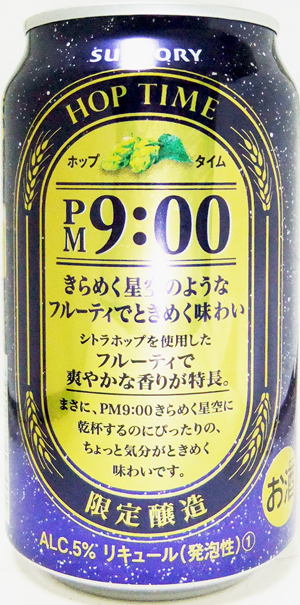 SUNTORY
HOP TIME
ホップ タイム
PM 9:00
きらめく星空のような
フルーティでときめく味わい
シトラホップを使用した
フルーティで
爽やかな香りが特長。
まさに、PM9:00きらめく星空に
乾杯するのにぴったりの、
ちょっと気分がときめく
味わいです。
限定醸造
お酒
ALC.5% リキュール(発泡性)①